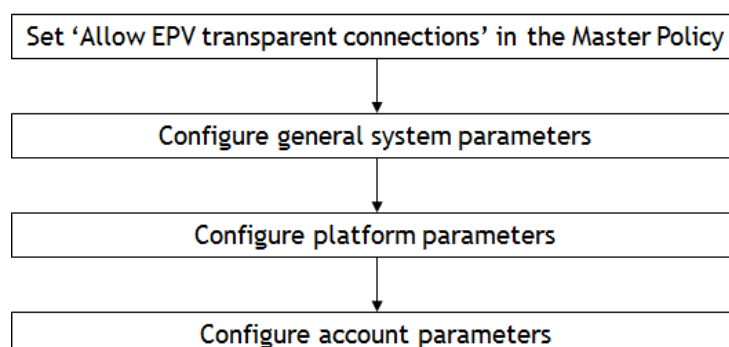 Set ‘Allow EPV transparent connections’ in the Master Policy
Configure general system parameters
Configure platform parameters
Configure account parameters